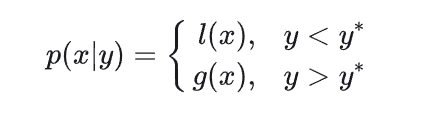 p(x|y) = { l(x), y < y*
g(x), y > y*